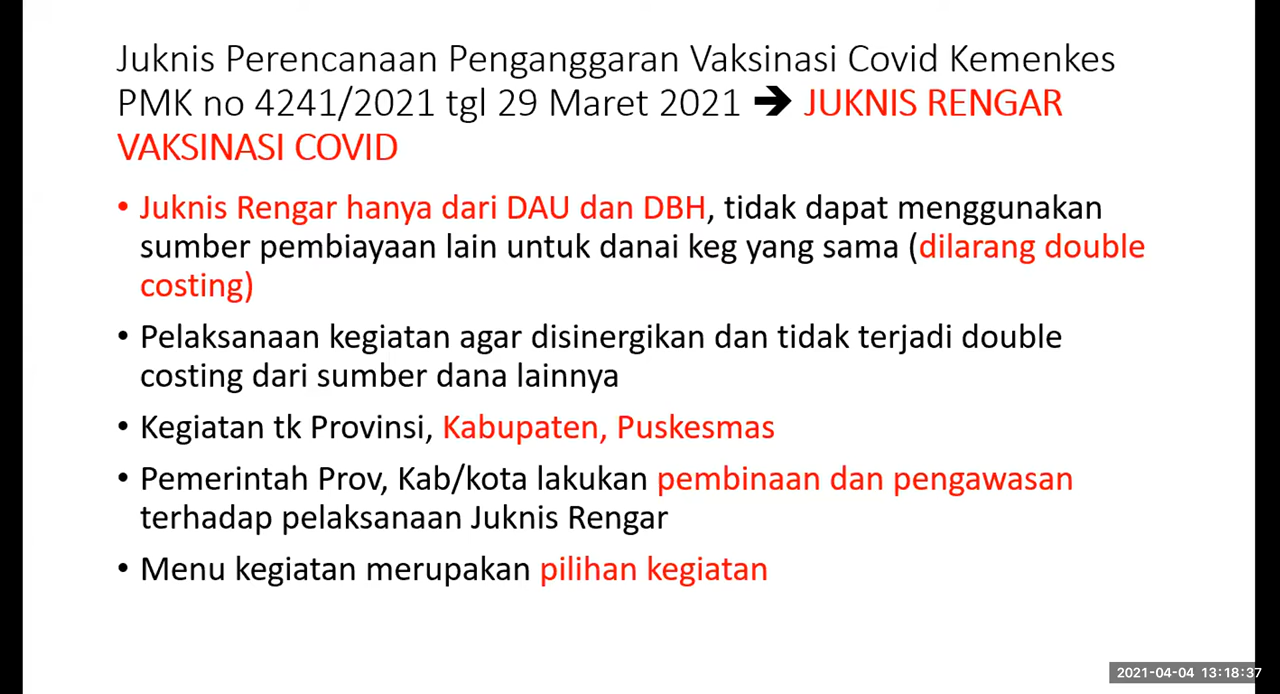 Juknis Perencanaan Penganggaran Vaksinasi Covid Kemenkes
PMK no 4241/2021 tgl 29 Maret 2021 ➔ JUKNIS RENGAR
VAKSINASI COVID
• Juknis Rengar hanya dari DAU dan DBH, tidak dapat menggunakan
sumber pembiayaan lain untuk danai keg yang sama (dilarang double
costing)
• Pelaksanaan kegiatan agar disinergikan dan tidak terjadi double
costing dari sumber dana lainnya
• Kegiatan tk Provinsi, Kabupaten, Puskesmas
• Pemerintah Prov, Kab/kota lakukan pembinaan dan pengawasan
terhadap pelaksanaan Juknis Rengar
• Menu kegiatan merupakan pilihan kegiatan
2021-04-04 13:18:37